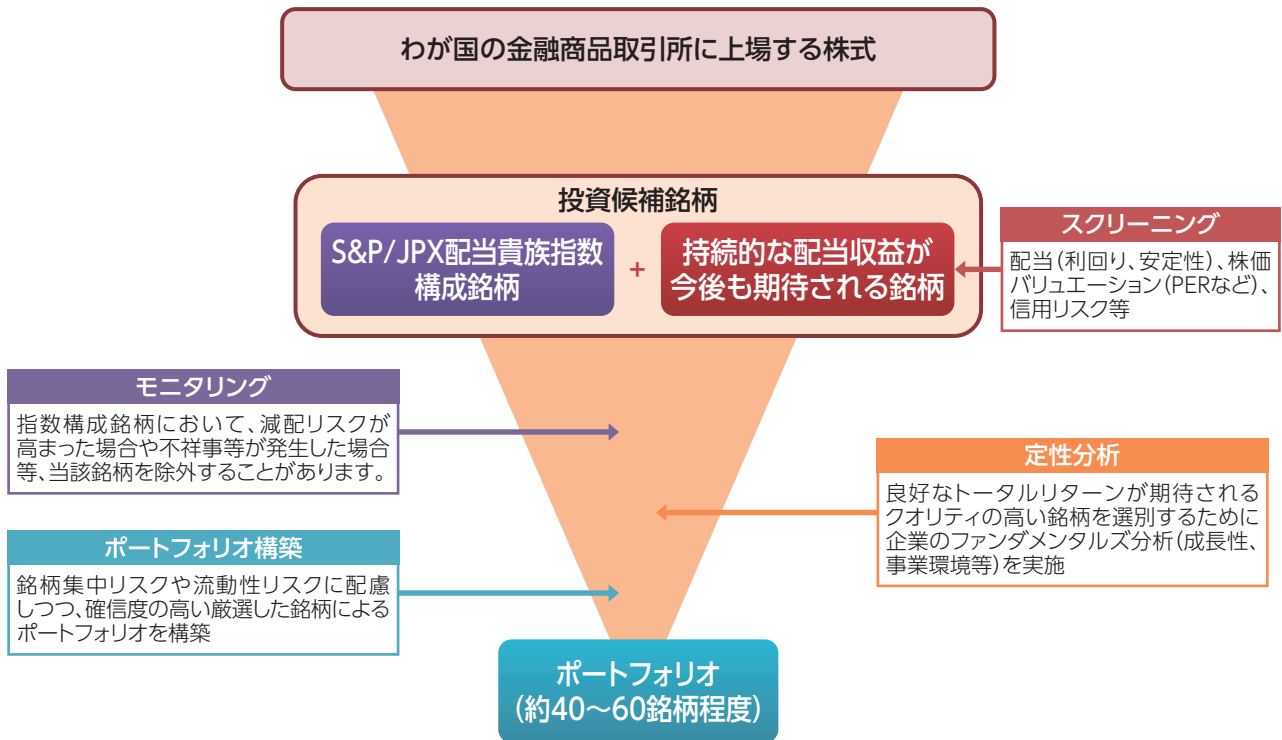 わが国の金融商品取引所に上場する株式
投資候補銘柄
S&P/JPX配当貴族指数
構成銘柄
+
持続的な配当収益が
今後も期待される銘柄
スクリーニング
配当(利回り、安定性)、株価
バリュエーション(PERなど)、
信用リスク等
モニタリング
指数構成銘柄において、減配リスクが
高まった場合や不祥事等が発生した場合
等、当該銘柄を除外することがあります。
定性分析
良好なトータルリターンが期待される
クオリティの高い銘柄を選別するために
企業のファンダメンタルズ分析(成長性、
事業環境等)を実施
ポートフォリオ構築
銘柄集中リスクや流動性リスクに配慮
しつつ、確信度の高い厳選した銘柄による
ポートフォリオを構築
ポートフォリオ
(約40〜60銘柄程度)